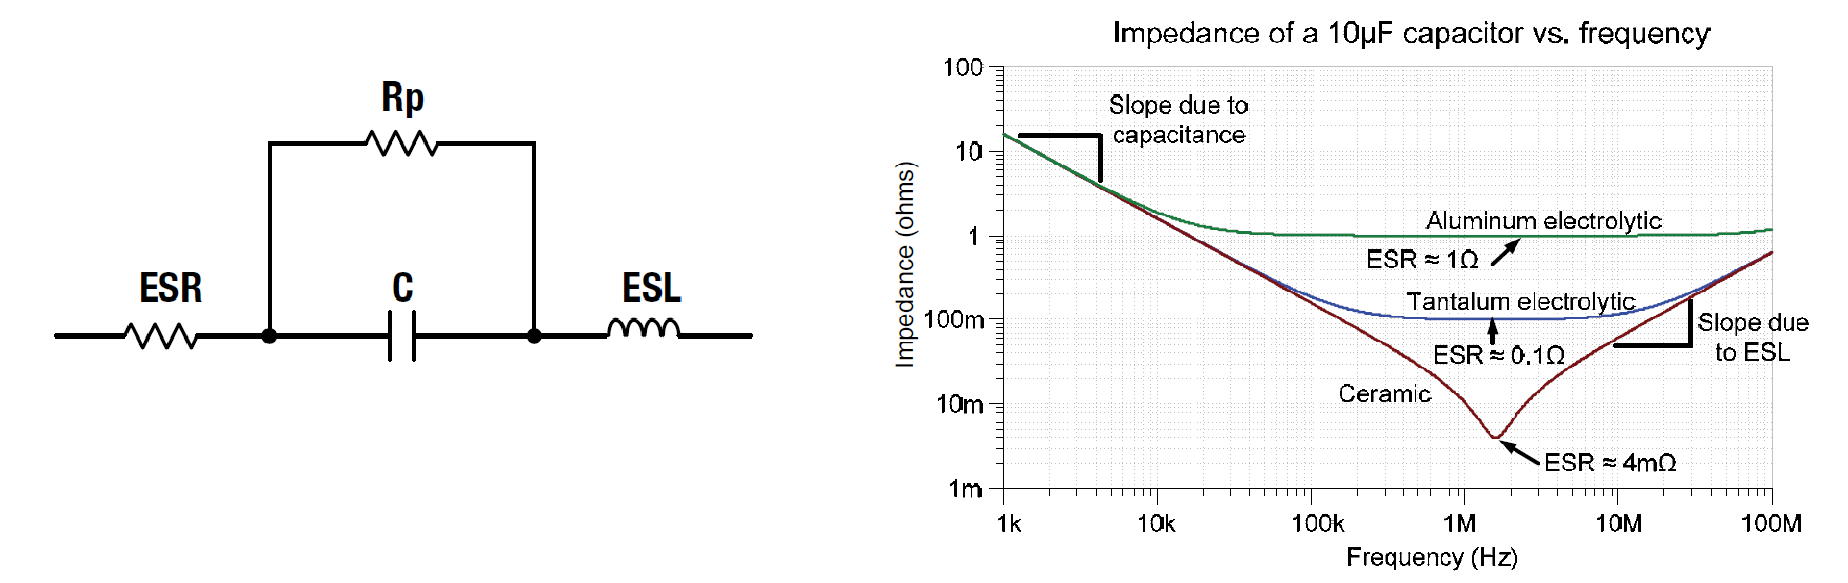 Rp
ESR
C
ESL
Impedance of a 10µF capacitor vs. frequency
Impedance (ohms)
100
10
1
100m
10m
1m
Slope due to
capacitance
Aluminum electrolytic
ESR ≈ 1Ω
Tantalum electrolytic
ESR ≈ 0.1Ω
Slope due
to ESL
Ceramic
ESR ≈ 4mΩ
1k
10k
100k
1M
10M
100M
Frequency (Hz)